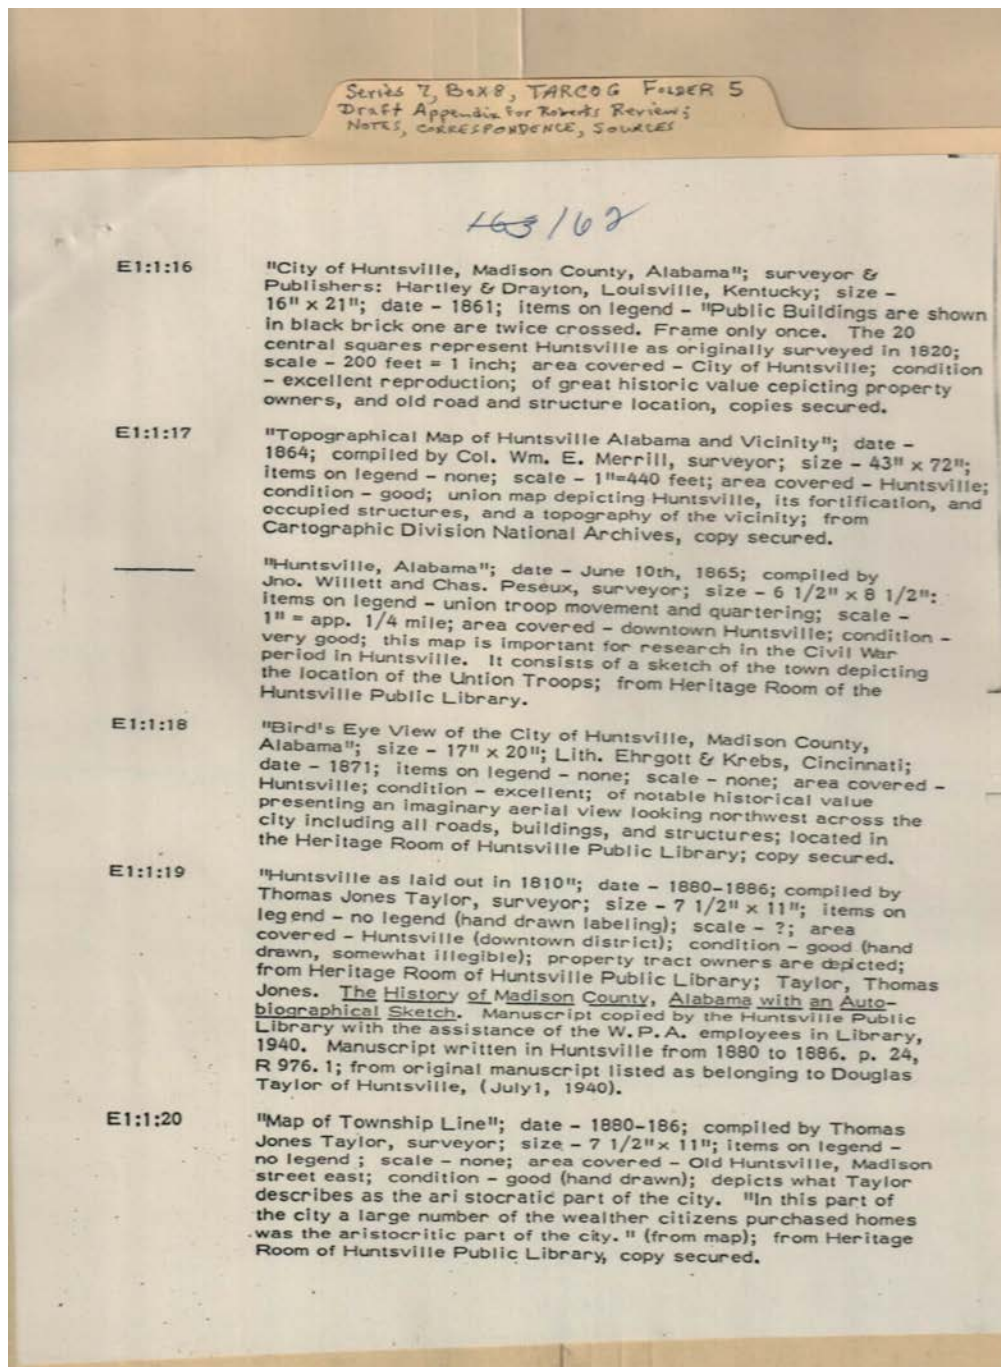 Series 7, Box 8, TARCOG FOLDER 5
Draft Appendix for Roberts Review;
NOTES, CORRESPONDENCE, SOURCES
163 162
E1:1:16 "City of Huntsville, Madison County, Alabama"; surveyor &
Publishers: Hartley & Drayton, Louisville, Kentucky; size -
16" x 21"; date - 1861; items on legend - "Public Buildings are shown
in black brick one are twice crossed. Frame only once. The 20
central squares represent Huntsville as originally surveyed in 1820;
scale - 200 feet = 1 inch; area covered - City of Huntsville; condition
- excellent reproduction; of great historic value cepicting property
owners, and old road and structure location, copies secured.
E1:1:17 "Topographical Map of Huntsville Alabama and Vicinity"; date -
1864; compiled by Col. Wm. E. Merrill, surveyor; size - 43" x 72";
items on legend - none; scale - 1"=440 feet; area covered - Huntsville;
condition - good; union map depicting Huntsville, its fortification, and
occupied structures, and a topography of the vicinity; from
Cartographic Division National Archives, copy secured.
"Huntsville, Alabama"; date - June 10th, 1865; compiled by
Jno. Willett and Chas. Peseux, surveyor; size - 6 1/2" x 8 1/2":
items on legend - union troop movement and quartering; scale -
1" = app. 1/4 mile; area covered - downtown Huntsville; condition -
very good; this map is important for research in the Civil War
period in Huntsville. It consists of a sketch of the town depicting
the location of the Untion Troops; from Heritage Room of the
Huntsville Public Library.
E1:1:18 "Bird's Eye View of the City of Huntsville, Madison County,
Alabama"; size - 17" x 20"; Lith. Ehrgott & Krebs, Cincinnati;
date - 1871; items on legend - none; scale - none; area covered -
Huntsville; condition - excellent; of notable historical value
presenting an imaginary aerial view looking northwest across the
city including all roads, buildings, and structures; located in
the Heritage Room of Huntsville Public Library; copy secured.
E1:1:19 "Huntsville as laid out in 1810"; date - 1880-1886; compiled by
Thomas Jones Taylor, surveyor; size - 7 1/2" x 11"; items on
legend - no legend (hand drawn labeling); scale - ?; area
covered - Huntsville (downtown district); condition - good (hand
drawn, somewhat illegible); property tract owners are depicted;
from Heritage Room of Huntsville Public Library; Taylor, Thomas
Jones. The History of Madison County, Alabama with an Auto-
biographical Sketch. Manuscript copied by the Huntsville Public
Library with the assistance of the W.P.A. employees in Library,
1940. Manuscript written in Huntsville from 1880 to 1886. p. 24,
R 976.1; from original manuscript listed as belonging to Douglas
Taylor of Huntsville, (July1, 1940).
E1:1:20 "Map of Township Line"; date - 1880-186; compiled by Thomas
Jones Taylor, surveyor; size - 7 1/2"x 11"; items on legend -
no legend ; scale - none; area covered - Old Huntsville, Madison
street east; condition - good (hand drawn); depicts what Taylor
describes as the ari stocratic part of the city. "In this part of
the city a large number of the wealther citizens purchased homes
was the aristocritic part of the city. " (from map); from Heritage
Room of Huntsville Public Library, copy secured.